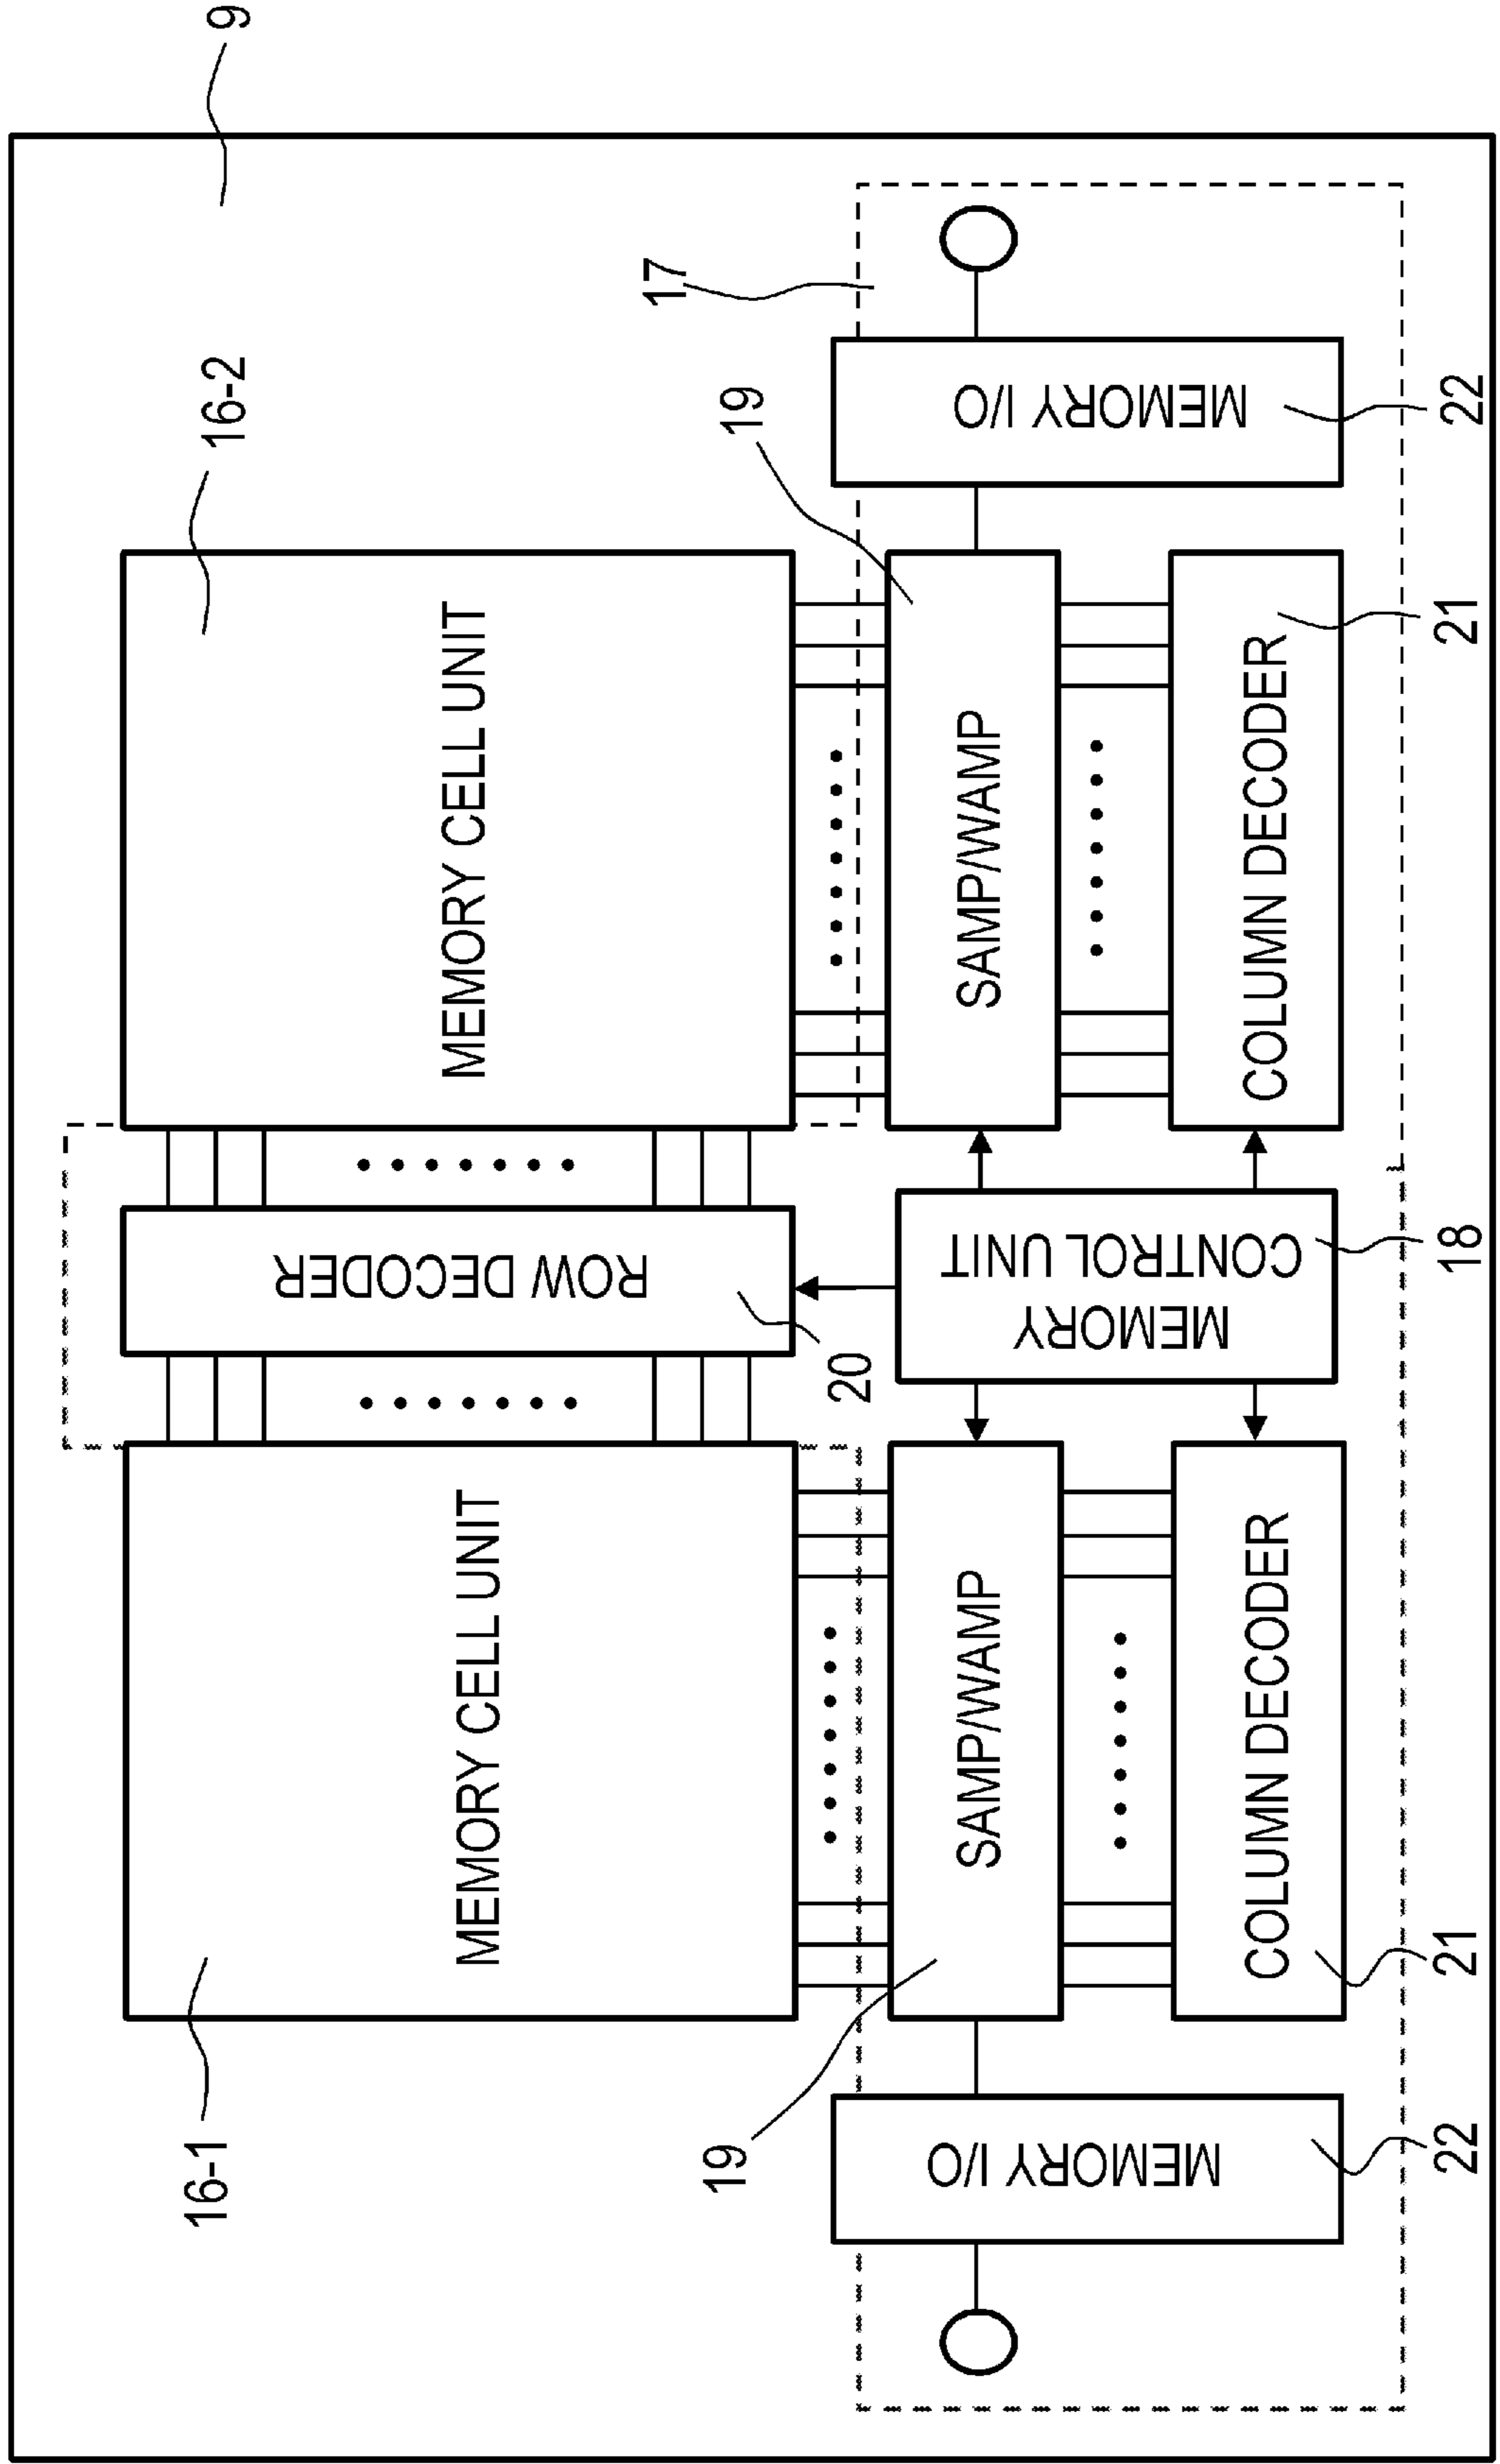 9
16-1
16-2
MEMORY CELL UNIT
ROW DECODER
MEMORY CELL UNIT
20
17
19
19
MEMORY I/O
SAMP/WAMP
MEMORY
CONTROL UNIT
SAMP/WAMP
MEMORY I/O
COLUMN DECODER
COLUMN DECODER
22
21
18
21
22